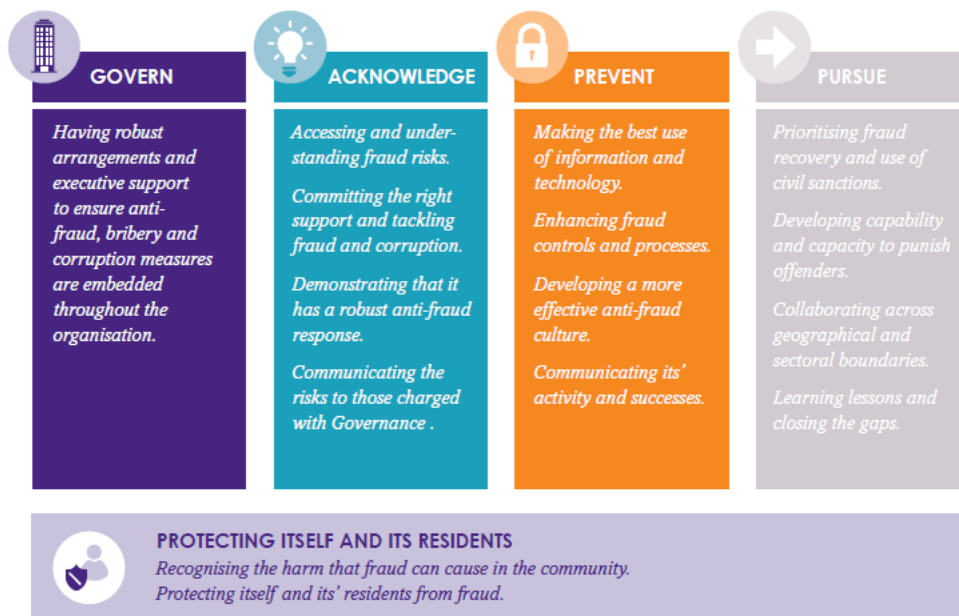 GOVERN
Having robust
arrangements and
executive support
to ensure anti-
fraud, bribery and
corruption measures
are embedded
throughout the
organisation.
ACKNOWLEDGE
Accessing and under-
standing fraud risks.
Committing the right
support and tackling
fraud and corruption.
Demonstrating that it
has a robust anti-fraud
response.
Communicating the
risks to those charged
with Governance .
PREVENT
Making the best use
of information and
technology.
Enhancing fraud
controls and processes.
Developing a more
effective anti-fraud
culture.
Communicating its'
activity and successes.
PURSUE
Prioritising fraud
recovery and use of
civil sanctions.
Developing capability
and capacity to punish
offenders.
Collaborating across
geographical and
sectoral boundaries.
Learning lessons and
closing the gaps.
PROTECTING ITSELF AND ITS RESIDENTS
Recognising the harm that fraud can cause in the community.
Protecting itself and its' residents from fraud.